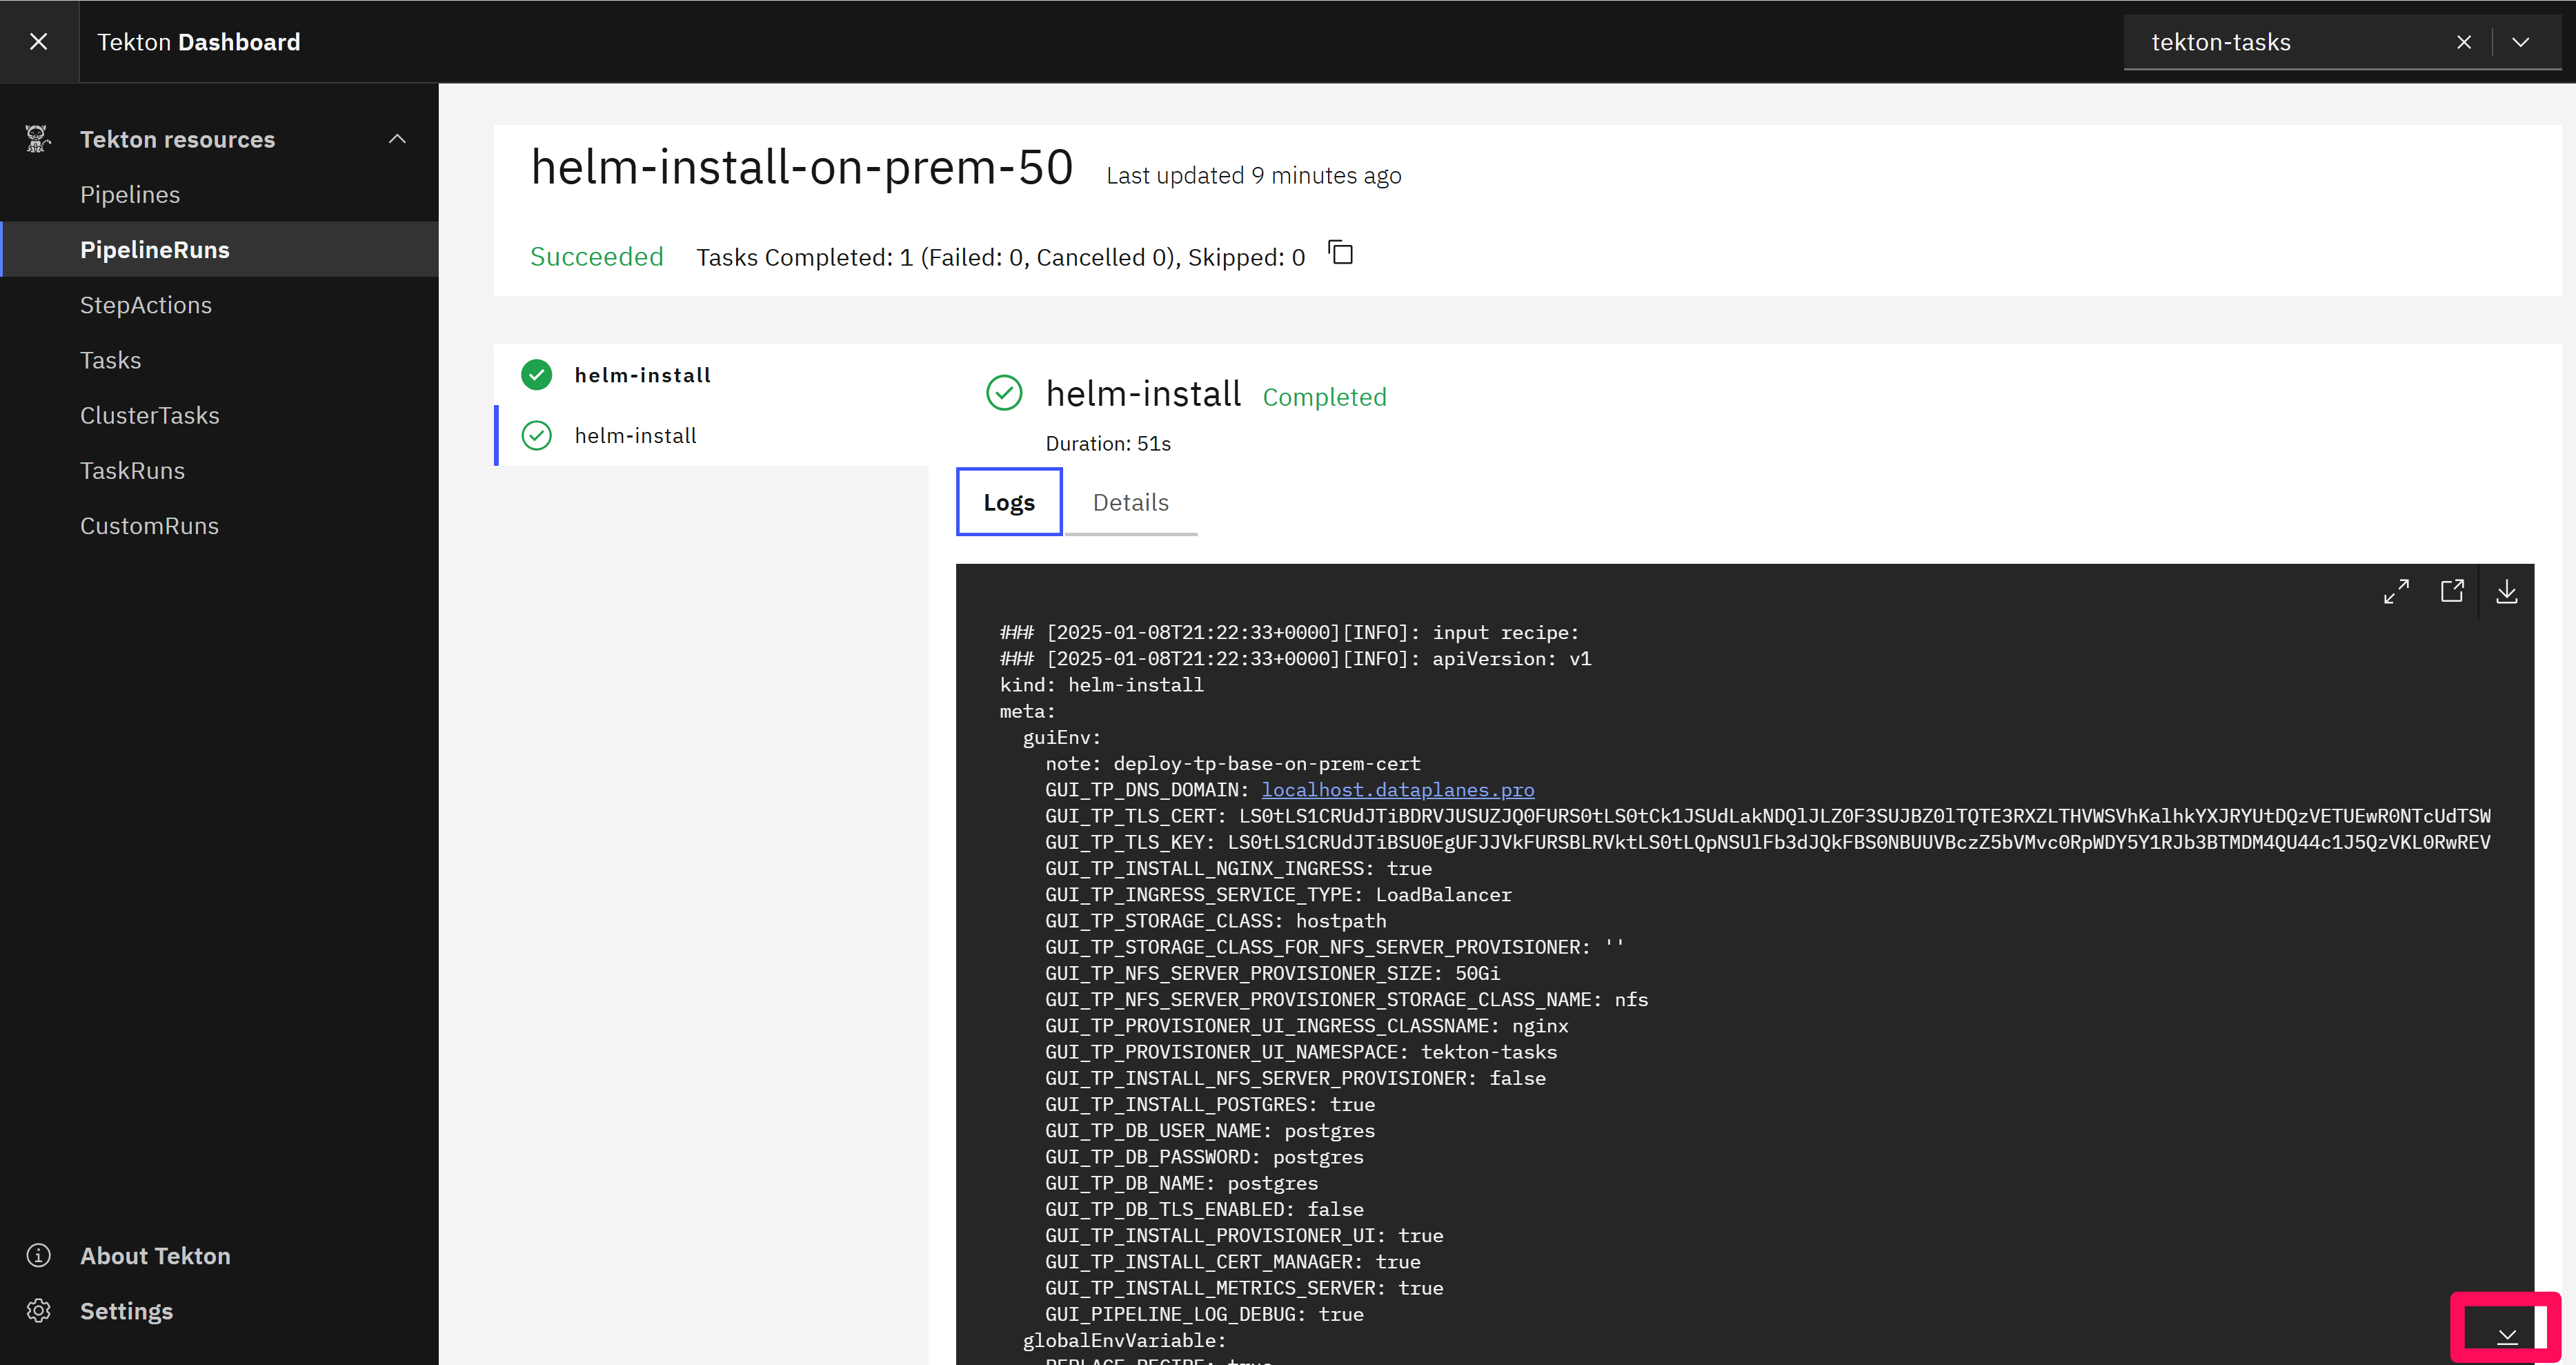 Tekton Dashboard
tekton-tasks
Tekton resources
Pipelines
PipelineRuns
StepActions
Tasks
ClusterTasks
TaskRuns
CustomRuns
About Tekton
Settings
helm-install-on-prem-50 Last updated 9 minutes ago
Succeeded Tasks Completed: 1 (Failed: 0, Cancelled 0), Skipped: 0
helm-install
helm-install
helm-install Completed
Duration: 51s
Logs Details
### [2025-01-08T21:22:33+0000][INFO]: input recipe:
### [2025-01-08T21:22:33+0000][INFO]: apiVersion: v1
kind: helm-install
meta:
guiEnv:
note: deploy-tp-base-on-prem-cert
GUI_TP_DNS_DOMAIN: localhost.dataplanes.pro
GUI_TP_TLS_CERT:
GUI_TP_TLS_KEY:
GUI_TP_INSTALL_NGINX_INGRESS: true
GUI_TP_INGRESS_SERVICE_TYPE: LoadBalancer
GUI_TP_STORAGE_CLASS: hostpath
GUI_TP_STORAGE_CLASS_FOR_NFS_SERVER_PROVISIONER: ''
GUI_TP_NFS_SERVER_PROVISIONER_SIZE: 50Gi
GUI_TP_NFS_SERVER_PROVISIONER_STORAGE_CLASS_NAME: nfs
GUI_TP_PROVISIONER_UI_INGRESS_CLASSNAME: nginx
GUI_TP_PROVISIONER_UI_NAMESPACE: tekton-tasks
GUI_TP_INSTALL_NFS_SERVER_PROVISIONER: false
GUI_TP_INSTALL_POSTGRES: true
GUI_TP_DB_USER_NAME: postgres
GUI_TP_DB_PASSWORD: postgres
GUI_TP_DB_NAME: postgres
GUI_TP_DB_TLS_ENABLED: false
GUI_TP_INSTALL_PROVISIONER_UI: true
GUI_TP_INSTALL_CERT_MANAGER: true
GUI_TP_INSTALL_METRICS_SERVER: true
GUI_PIPELINE_LOG_DEBUG: true
globalEnvVariable: